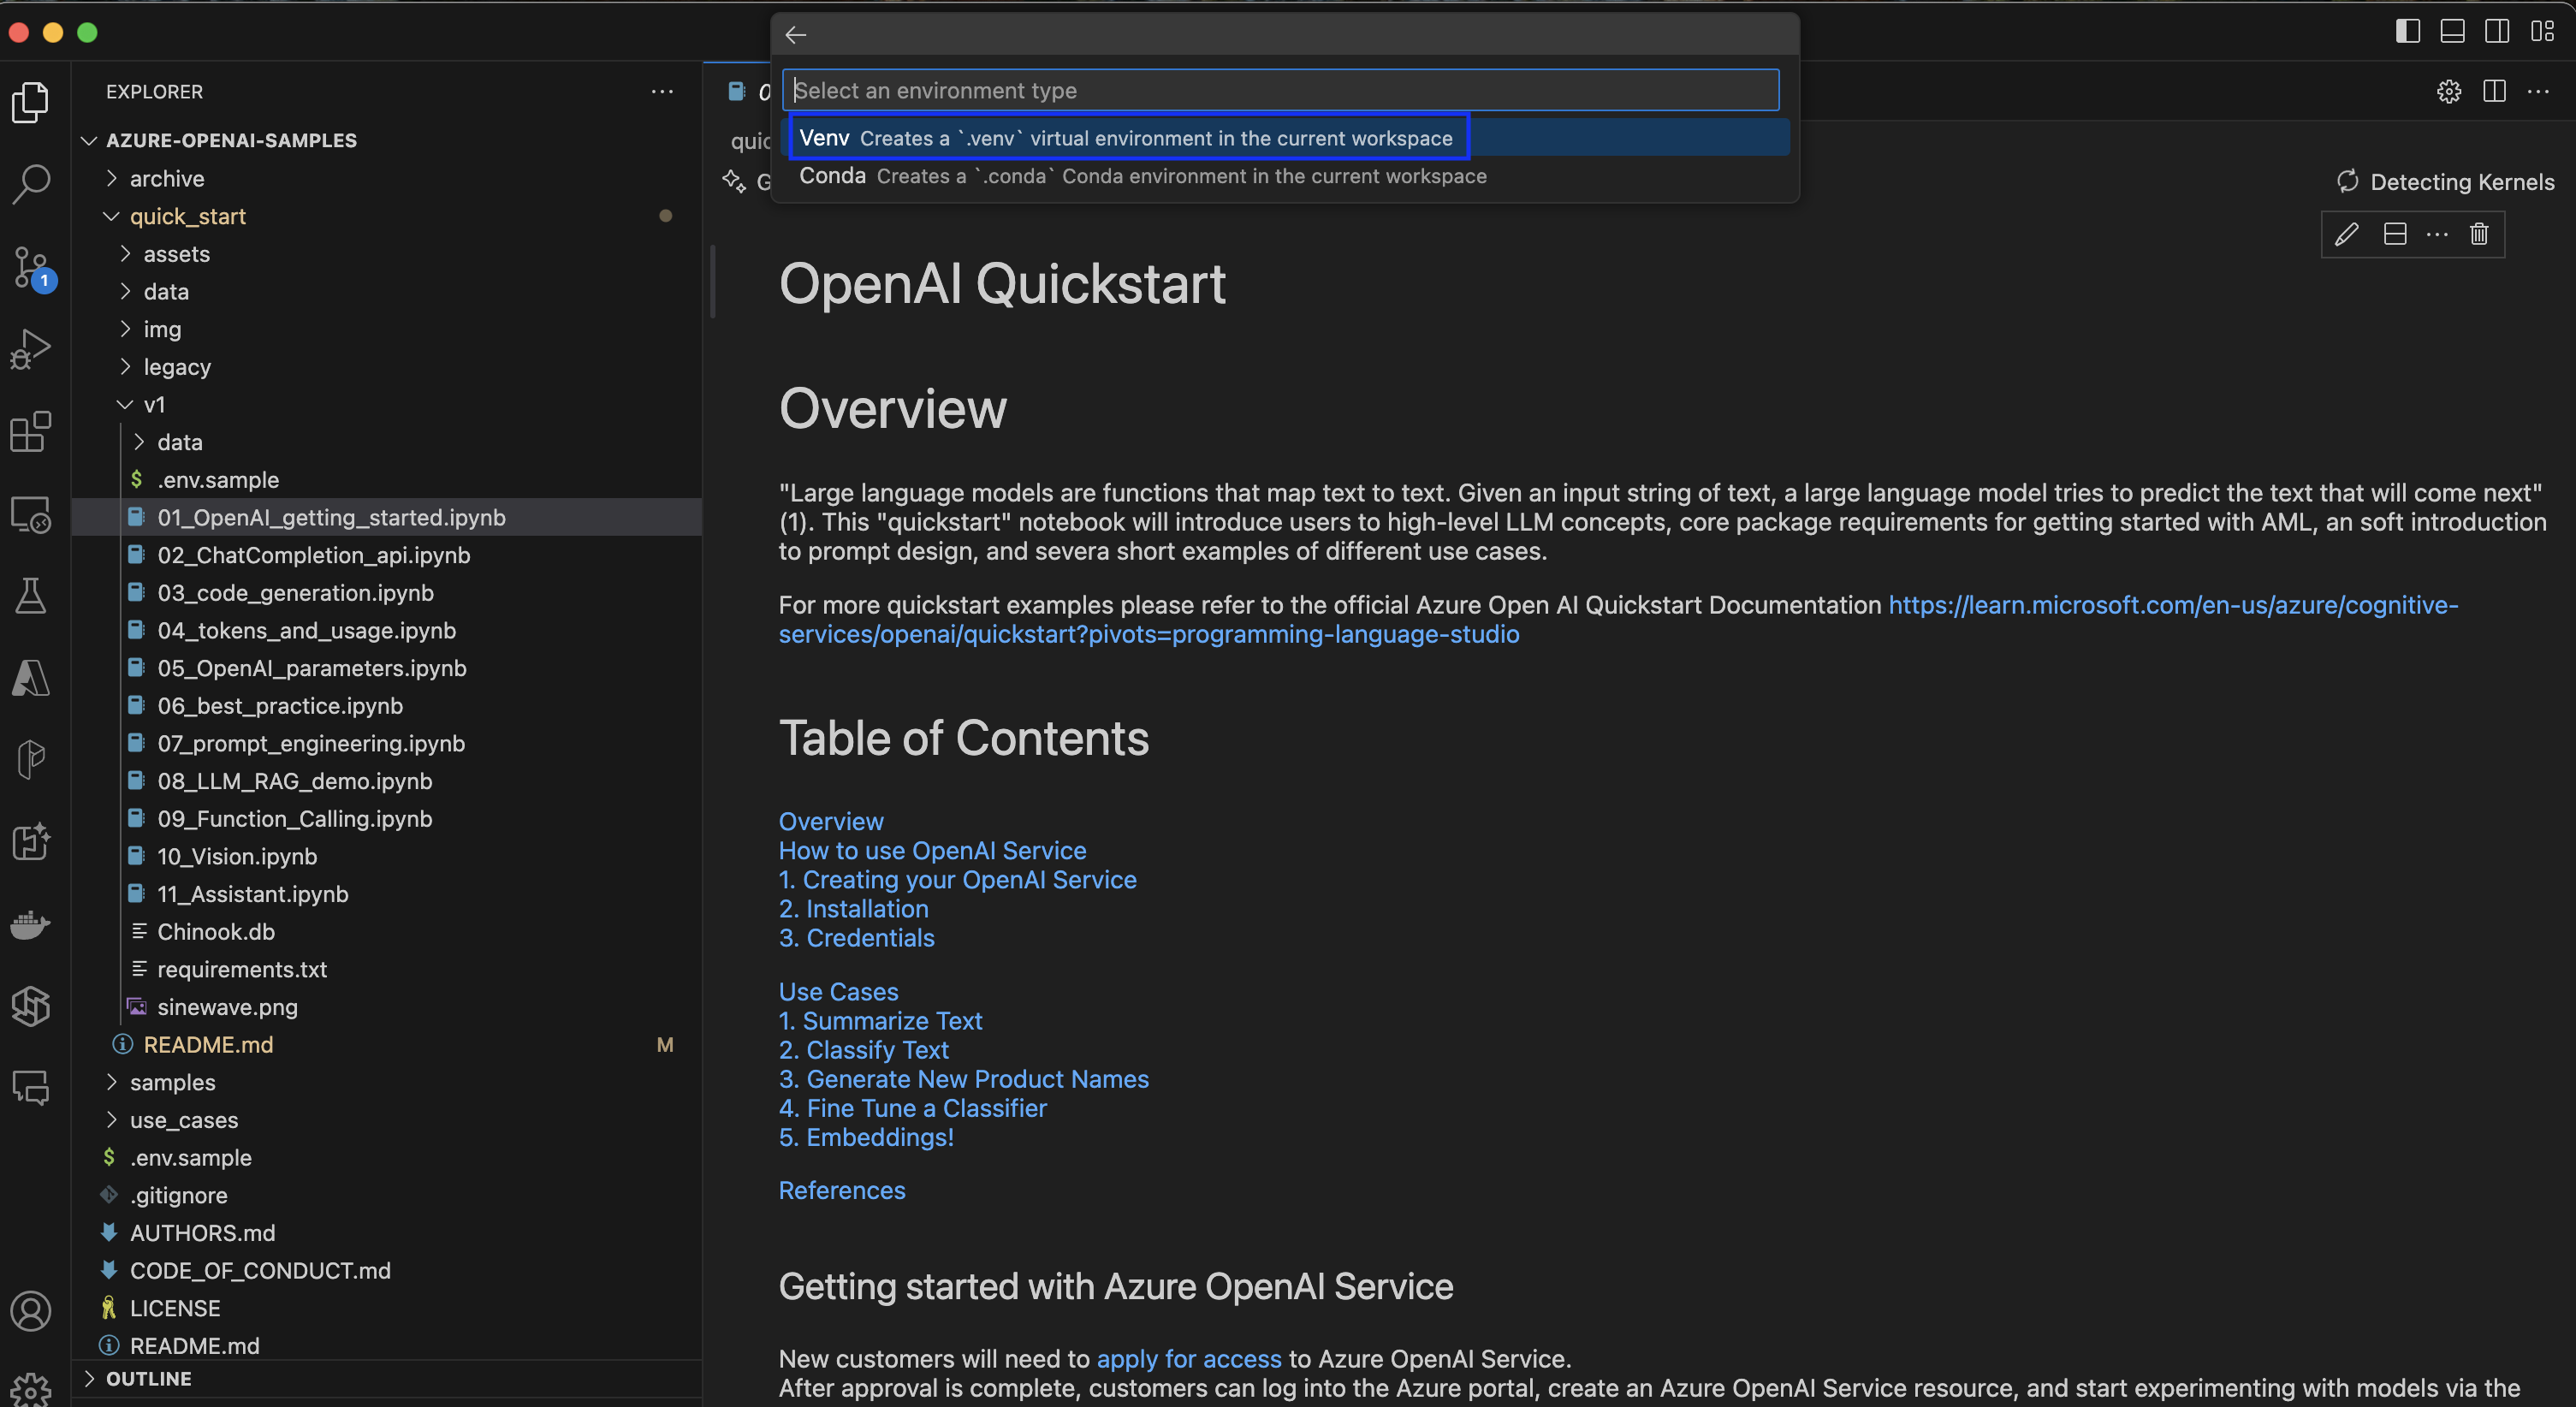 Select an environment type
Venv Creates a `.venv` virtual environment in the current workspace
Conda Creates a `.conda` Conda environment in the current workspace
EXPLORER
AZURE-OPENAI-SAMPLES
archive
quick_start
assets
data
img
legacy
v1
data
.env.sample
01_OpenAI_getting_started.ipynb
02_ChatCompletion_api.ipynb
03_code_generation.ipynb
04_tokens_and_usage.ipynb
05_OpenAI_parameters.ipynb
06_best_practice.ipynb
07_prompt_engineering.ipynb
08_LLM_RAG_demo.ipynb
09_Function_Calling.ipynb
10_Vision.ipynb
11_Assistant.ipynb
Chinook.db
requirements.txt
sinewave.png
README.md M
samples
use_cases
.env.sample
.gitignore
AUTHORS.md
CODE_OF_CONDUCT.md
LICENSE
README.md
OUTLINE
1
Detecting Kernels
OpenAI Quickstart
Overview
"Large language models are functions that map text to text. Given an input string of text, a large language model tries to predict the text that will come next"
(1). This "quickstart" notebook will introduce users to high-level LLM concepts, core package requirements for getting started with AML, an soft introduction
to prompt design, and severa short examples of different use cases.
For more quickstart examples please refer to the official Azure Open AI Quickstart Documentation https://learn.microsoft.com/en-us/azure/cognitive-
services/openai/quickstart?pivots=programming-language-studio
Table of Contents
Overview
How to use OpenAI Service
1. Creating your OpenAI Service
2. Installation
3. Credentials
Use Cases
1. Summarize Text
2. Classify Text
3. Generate New Product Names
4. Fine Tune a Classifier
5. Embeddings!
References
Getting started with Azure OpenAI Service
New customers will need to apply for access to Azure OpenAI Service.
After approval is complete, customers can log into the Azure portal, create an Azure OpenAI Service resource, and start experimenting with models via the